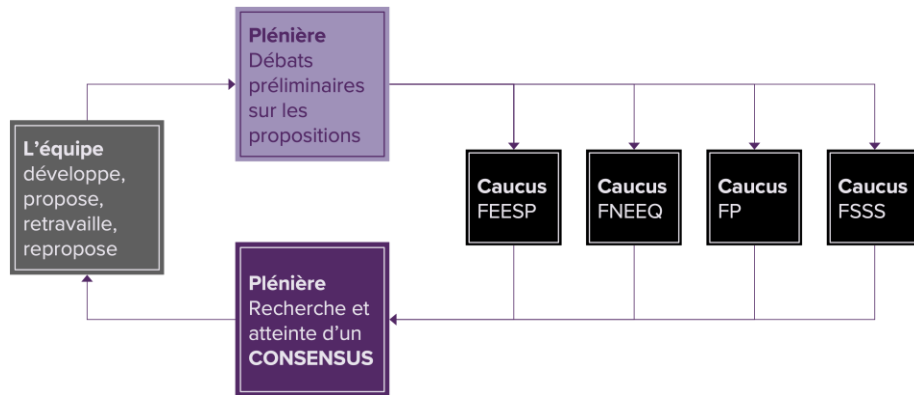 Plénière
Débats
préliminaires
sur les
propositions
L'équipe
développe,
propose,
retravaille,
repropose
Caucus
FEESP
Caucus
FNEEQ
Caucus
FP
Caucus
FSSS
Plénière
Recherche et
atteinte d'un
CONSENSUS